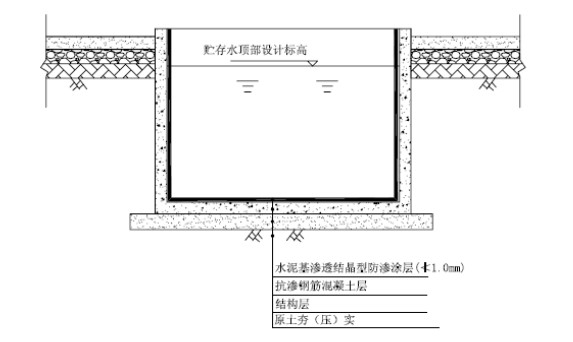 贮存水顶部设计标高
水泥基渗透结晶型防渗涂层(≮1.0mm)
抗渗钢筋混凝土层
结构层
原土夯（压）实